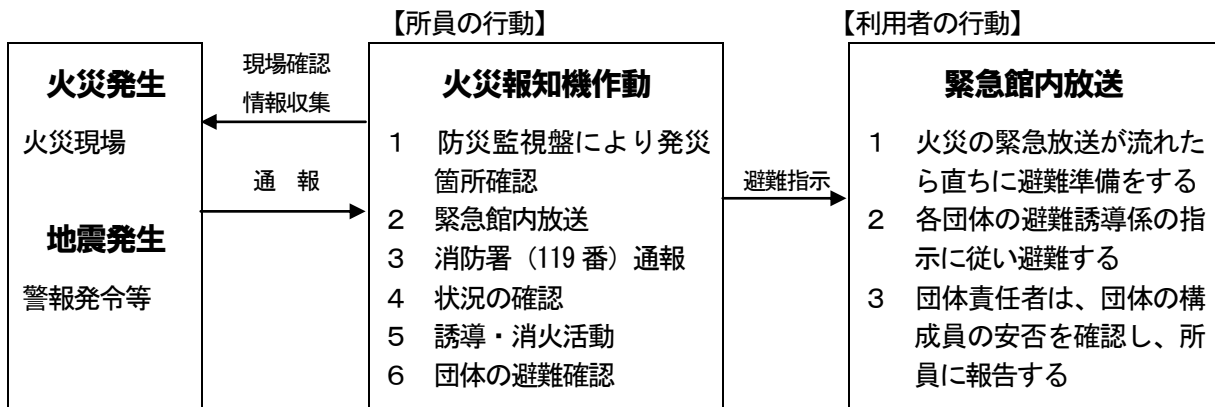 【所員の行動】
【利用者の行動】
火災発生
火災現場
地震発生
警報発令等
現場確認
情報収集
通　報
火災報知機作動
１　防災監視盤により発災
箇所確認
２　緊急館内放送
３　消防署（119 番）通報
４　状況の確認
５　誘導・消火活動
６　団体の避難確認
避難指示
緊急館内放送
１　火災の緊急放送が流れた
ら直ちに避難準備をする
２　各団体の避難誘導係の指
示に従い避難する
３　団体責任者は、団体の構
成員の安否を確認し、所
員に報告する